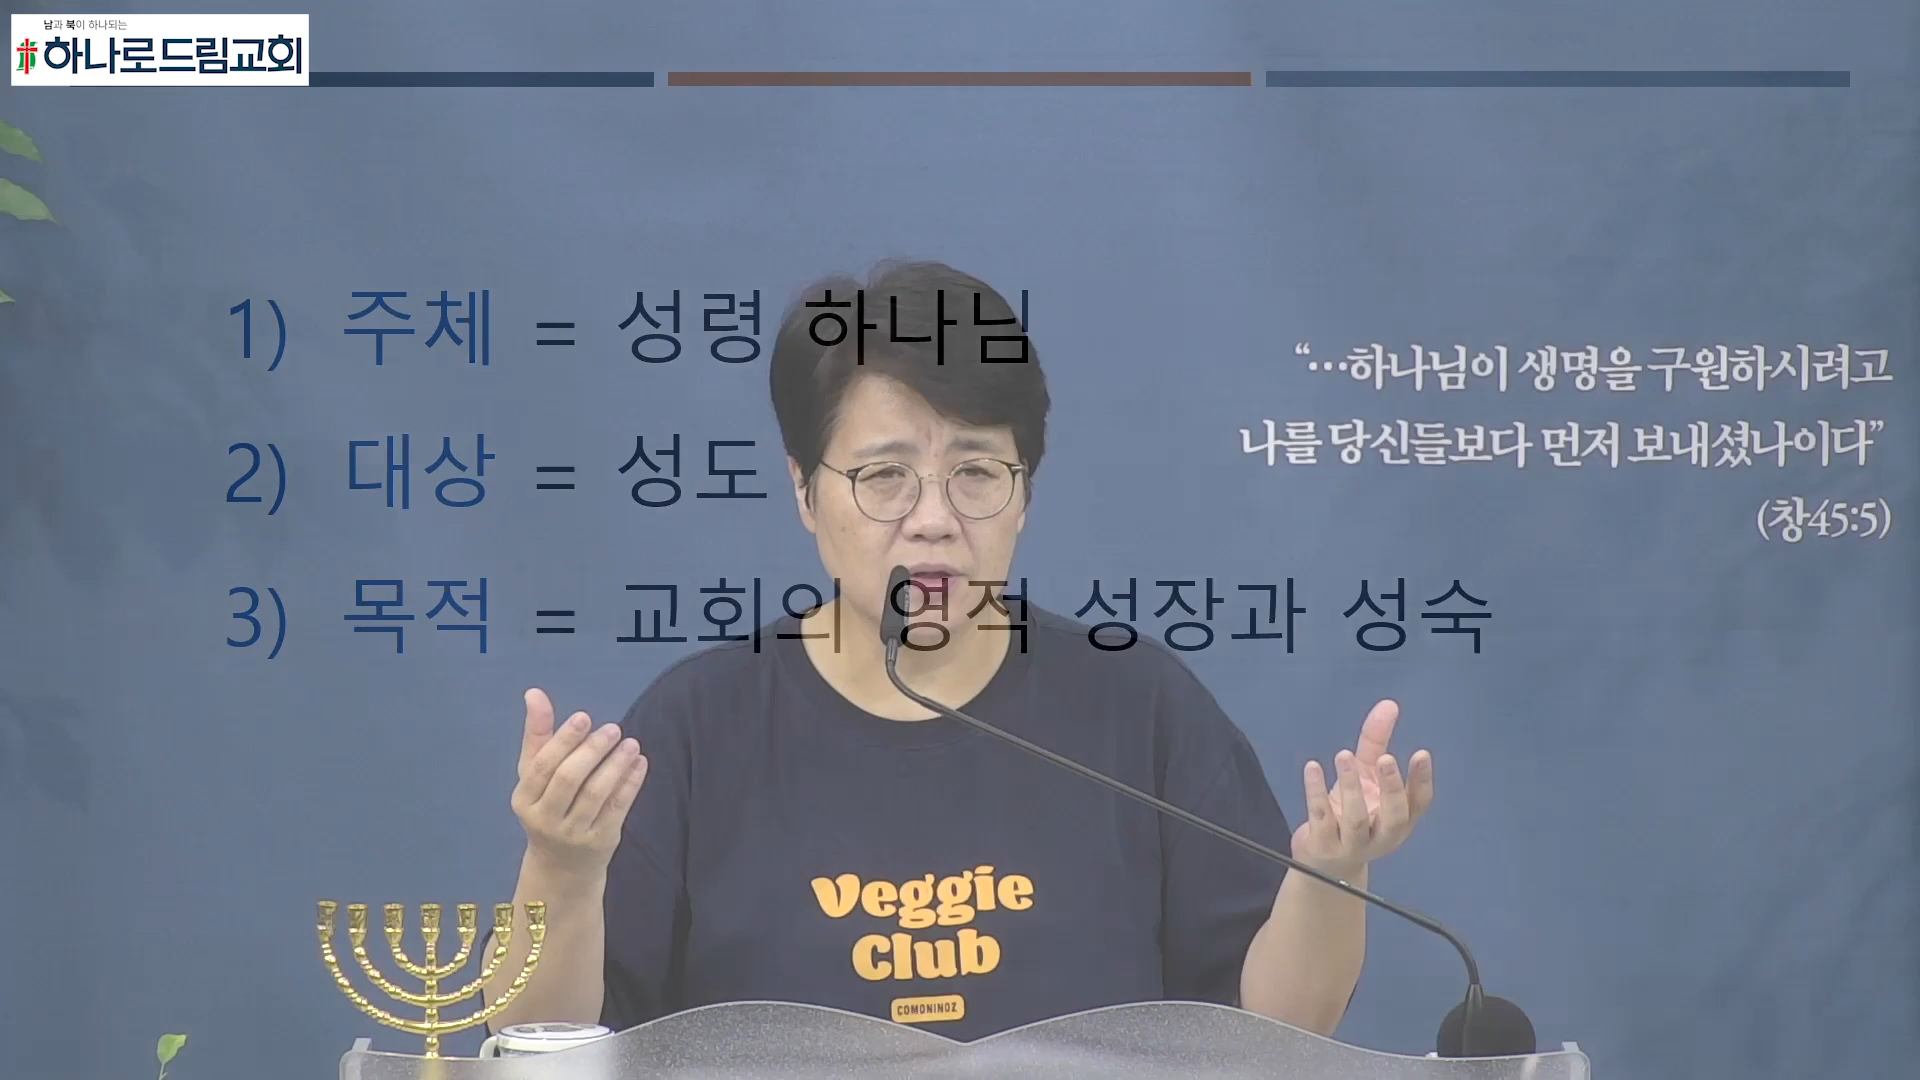 남과 북이 하나되는
하나로드림교회
1) 주체 = 성령 하나님
2) 대상 = 성도
3) 목적 = 교회의 영적 성장과 성숙
“…하나님이 생명을 구원하시려고
나를 당신들보다 먼저 보내셨나이다”
(창45:5)
Veggie
Club
COMONINOZ